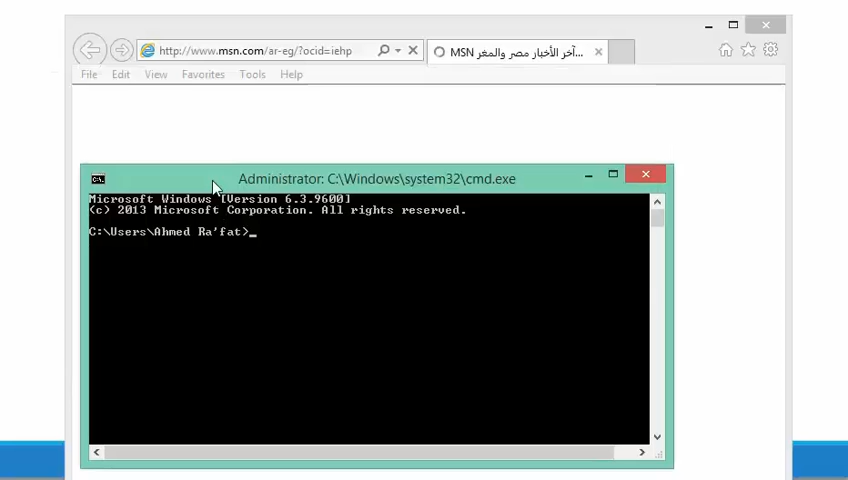 http://www.msn.com/ar-eg/?ocid=iehp
آخر الأخبار مصر والمغر MSN...
File Edit View Favorites Tools Help
Administrator: C:\Windows\system32\cmd.exe
Microsoft Windows [Version 6.3.9600]
(c) 2013 Microsoft Corporation. All rights reserved.
C:\Users\Ahmed Ra'fat>_